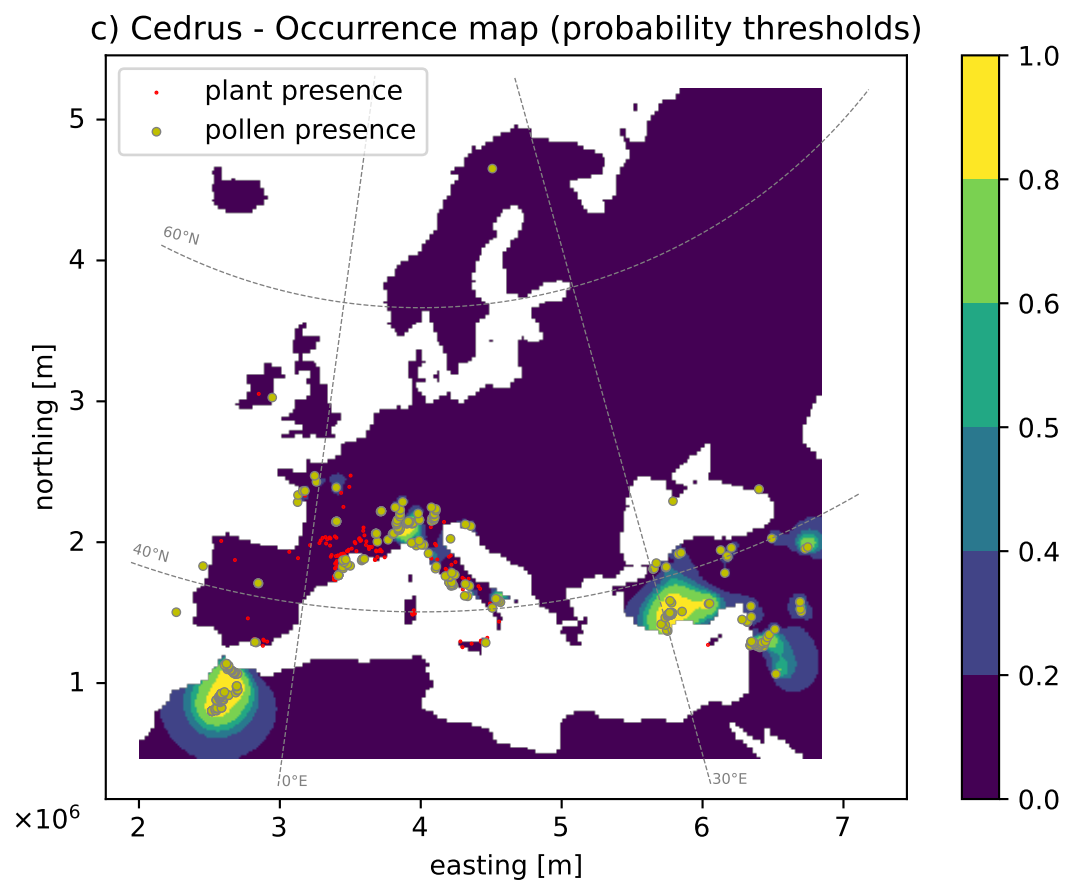 c) Cedrus - Occurrence map (probability thresholds)
plant presence
pollen presence
60°N
40°N
0°E
30°E
5
4
3
2
1
northing [m]
×10⁶
2 3 4 5 6 7
easting [m]
1.0
0.8
0.6
0.5
0.4
0.2
0.0